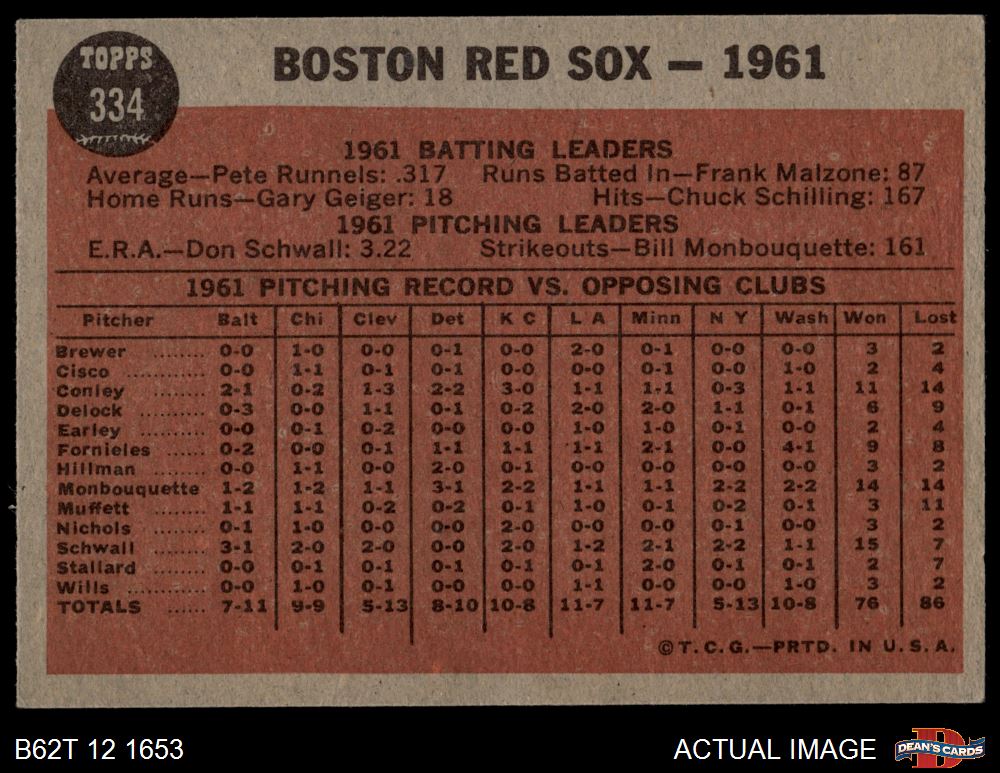 TOPPS
334
BOSTON RED SOX — 1961
1961 BATTING LEADERS
Average—Pete Runnels: .317 Runs Batted In—Frank Malzone: 87
Home Runs—Gary Geiger: 18 Hits—Chuck Schilling: 167
1961 PITCHING LEADERS
E.R.A.—Don Schwall: 3.22 Strikeouts—Bill Monbouquette: 161
1961 PITCHING RECORD VS. OPPOSING CLUBS
Pitcher Balt Chi Clev Det K C L A Minn N Y Wash Won Lost
Brewer ........ 0-0 1-0 0-0 0-1 0-0 2-0 0-1 0-0 0-0 3 2
Cisco ............ 0-0 1-1 0-1 0-1 0-0 0-0 0-1 0-0 1-0 2 4
Conley ........ 2-1 0-2 1-3 2-2 3-0 1-1 1-1 0-3 1-1 11 14
Delock ........ 0-3 0-0 1-1 0-1 0-2 2-0 2-0 1-1 0-1 6 9
Earley .......... 0-0 0-1 0-2 0-0 0-0 1-0 1-0 0-1 0-0 2 4
Fornieles ...... 0-2 0-0 0-1 1-1 1-1 1-1 2-1 0-0 4-1 9 8
Hillman ........ 0-0 1-1 0-0 2-0 0-1 0-0 0-0 0-0 0-0 3 2
Monbouquette 1-2 1-2 1-1 3-1 2-2 1-1 1-1 2-2 2-2 14 14
Muffett ........ 1-1 1-1 0-2 0-2 0-1 1-0 0-1 0-2 0-1 3 11
Nichols ........ 0-1 1-0 0-0 0-0 2-0 0-0 0-0 0-1 0-0 3 2
Schwall ........ 3-1 2-0 2-0 0-0 2-0 1-2 2-1 2-2 1-1 15 7
Stallard ........ 0-0 0-1 0-1 0-1 0-1 0-1 2-0 0-1 0-1 2 7
Wills ............ 0-0 1-0 0-1 0-0 0-0 1-1 0-0 0-0 1-0 3 2
TOTALS ...... 7-11 9-9 5-13 8-10 10-8 11-7 11-7 5-13 10-8 76 86
©T.C.G.—PRTD. IN U.S.A.
B62T 12 1653 ACTUAL IMAGE DEAN'S CARDS